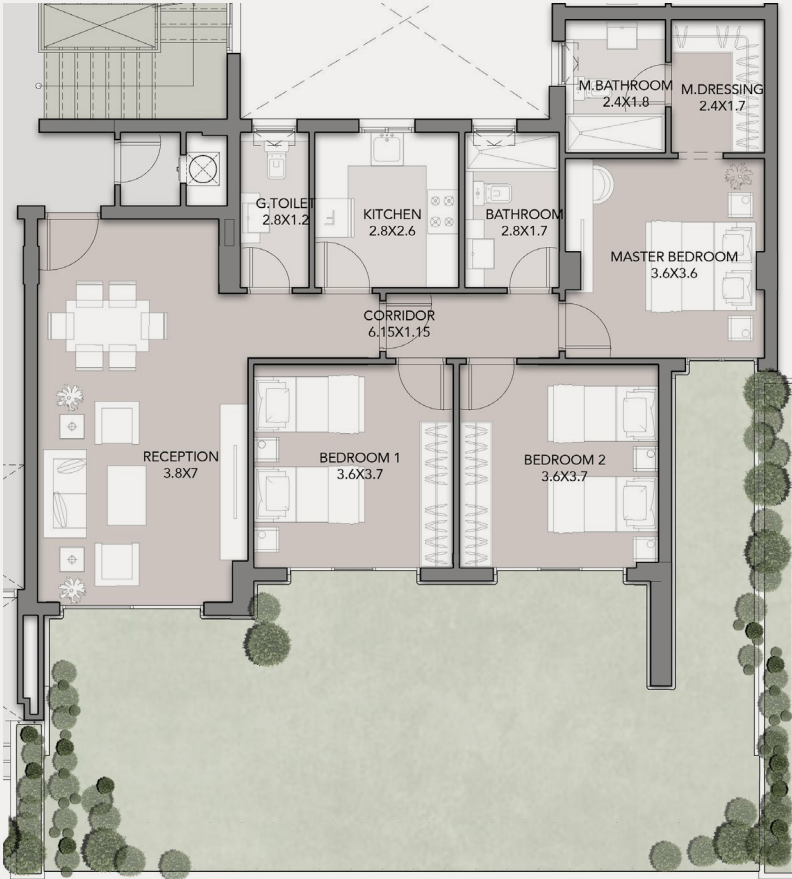 M.BATHROOM
2.4X1.8
M.DRESSING
2.4X1.7
G.TOILET
2.8X1.2
KITCHEN
2.8X2.6
BATHROOM
2.8X1.7
MASTER BEDROOM
3.6X3.6
CORRIDOR
6.15X1.15
RECEPTION
3.8X7
BEDROOM 1
3.6X3.7
BEDROOM 2
3.6X3.7